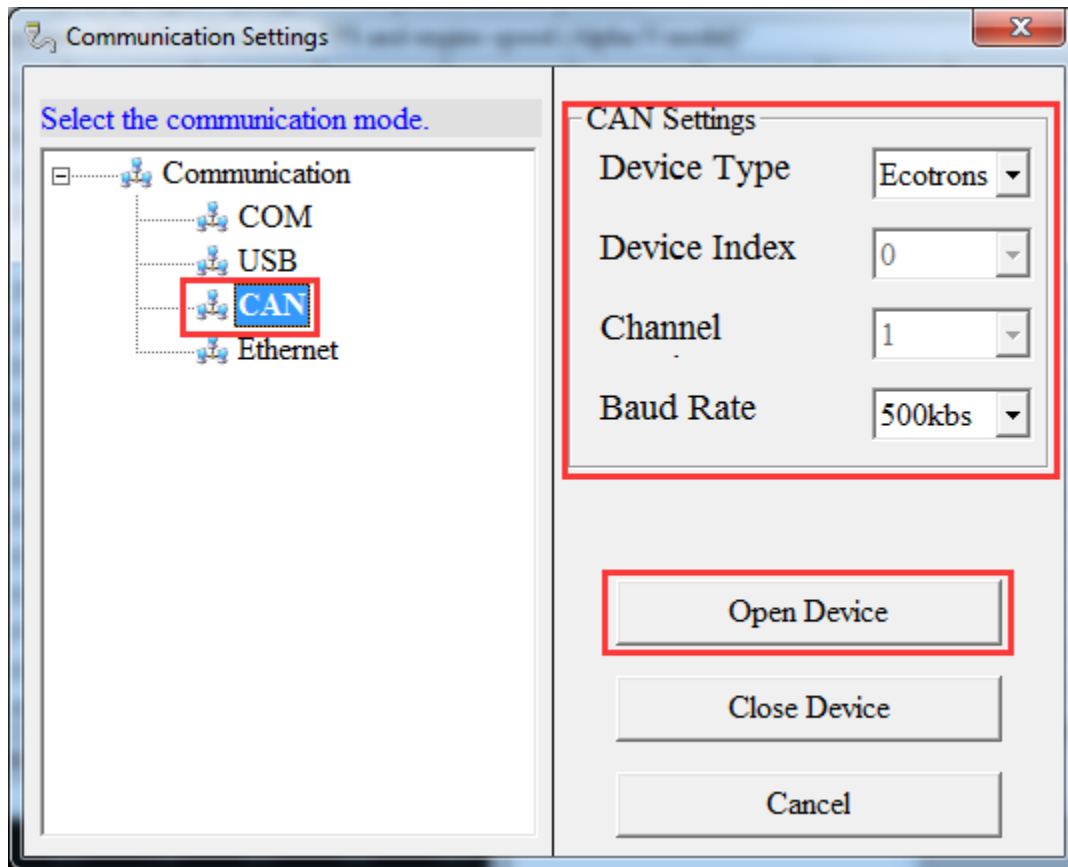 Communication Settings
Select the communication mode.
Communication
COM
USB
CAN
Ethernet
CAN Settings
Device Type
Ecotrons
Device Index
0
Channel
1
Baud Rate
500kbs
Open Device
Close Device
Cancel